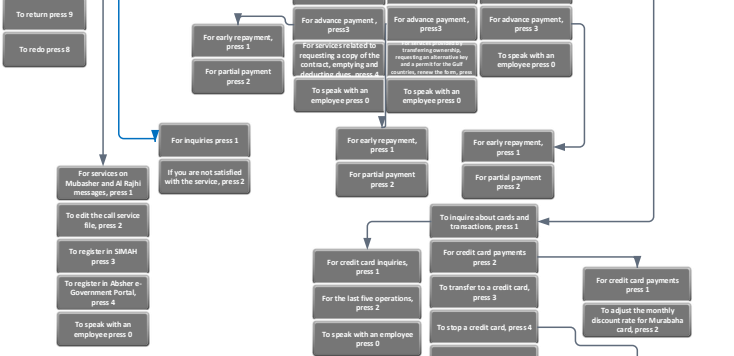 To return press 9
To redo press 8
For early repayment,
press 1
For partial payment
press 2
For advance payment ,
press3
For services related to
requesting a copy of the
contract, emptying and
deducting dues, press 4
To speak with an
employee press 0
For advance payment ,
press3
transferring ownership,
requesting an alternative key
and a permit for the Gulf
countries, renew the form, press
To speak with an
employee press 0
For advance payment,
press 3
To speak with an
employee press 0
For inquiries press 1
If you are not satisfied
with the service, press 2
For early repayment,
press 1
For partial payment
press 2
For early repayment,
press 1
For partial payment
press 2
For services on
Mubasher and Al Rajhi
messages, press 1
To edit the call service
file, press 2
To register in SIMAH
press 3
To register in Absher e-
Government Portal,
press 4
To speak with an
employee press 0
To inquire about cards and
transactions, press 1
For credit card payments
press 2
To transfer to a credit card,
press 3
To stop a credit card, press 4
For credit card inquiries,
press 1
For the last five operations,
press 2
To speak with an employee
press 0
For credit card payments
press 1
To adjust the monthly
discount rate for Murabaha
card, press 2